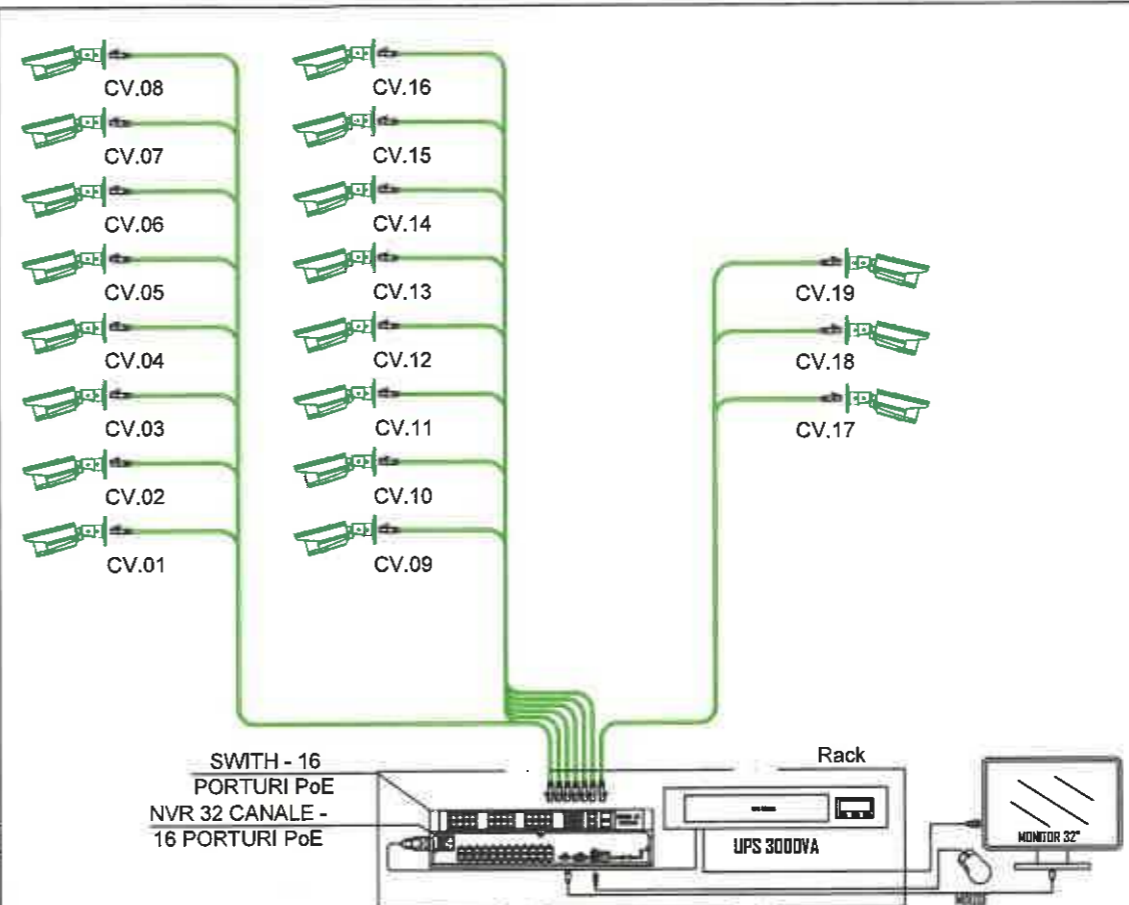 CV.08
CV.16
CV.07
CV.15
CV.06
CV.14
CV.05
CV.13
CV.19
CV.04
CV.12
CV.18
CV.03
CV.11
CV.17
CV.02
CV.10
CV.01
CV.09
SWITH - 16
PORTURI PoE
NVR 32 CANALE -
16 PORTURI PoE
Rack
UPS 3000VA
MONITOR 32"